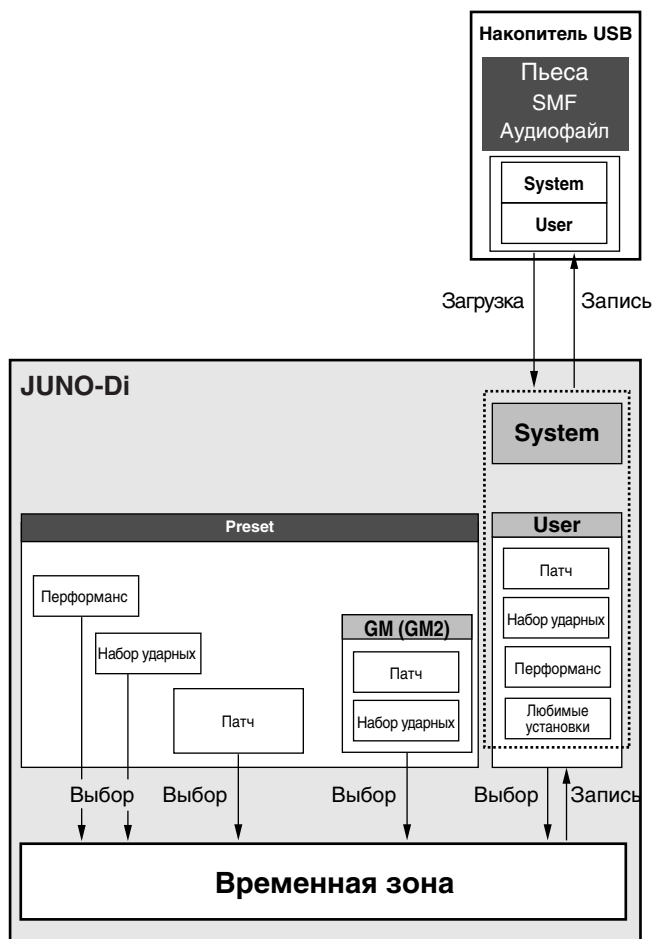 Накопитель USB
Пьеса
SMF
Аудиофайл
System
User
Загрузка
Запись
JUNO-Di
System
Preset
User
Перформанс
Набор ударных
Патч
GM (GM2)
Патч
Набор ударных
Патч
Набор ударных
Перформанс
Любимые
установки
Выбор
Выбор
Выбор
Выбор
Запись
Временная зона